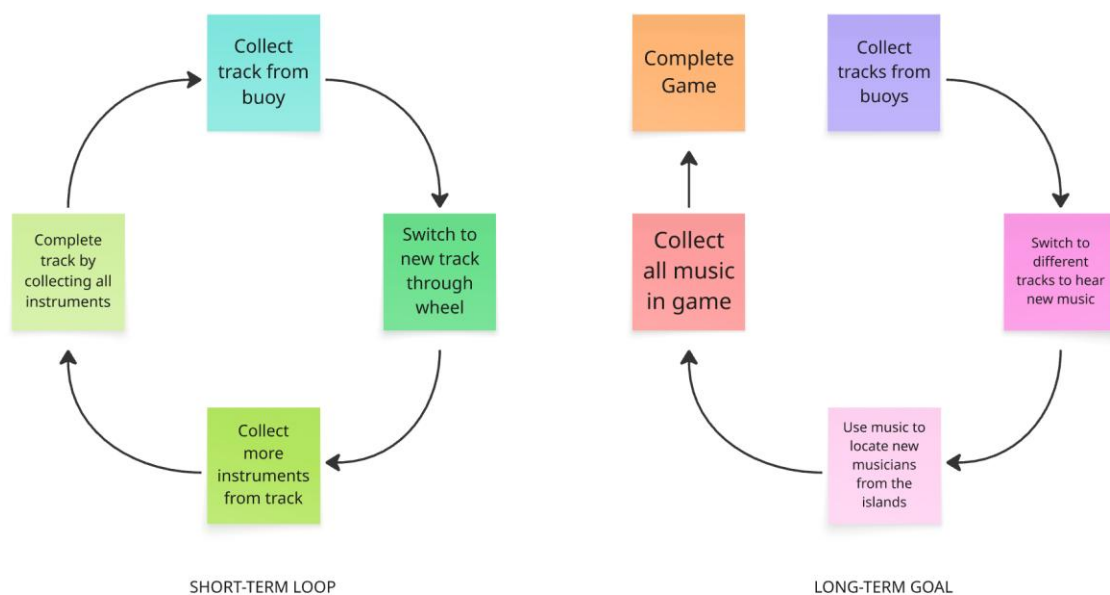 Collect
track from
buoy
Switch to
new track
through
wheel
Collect
more
instruments
from track
Complete
track by
collecting all
instruments
SHORT-TERM LOOP
Collect
tracks from
buoys
Switch to
different
tracks to hear
new music
Use music to
locate new
musicians
from the
islands
Collect
all music
in game
Complete
Game
LONG-TERM GOAL